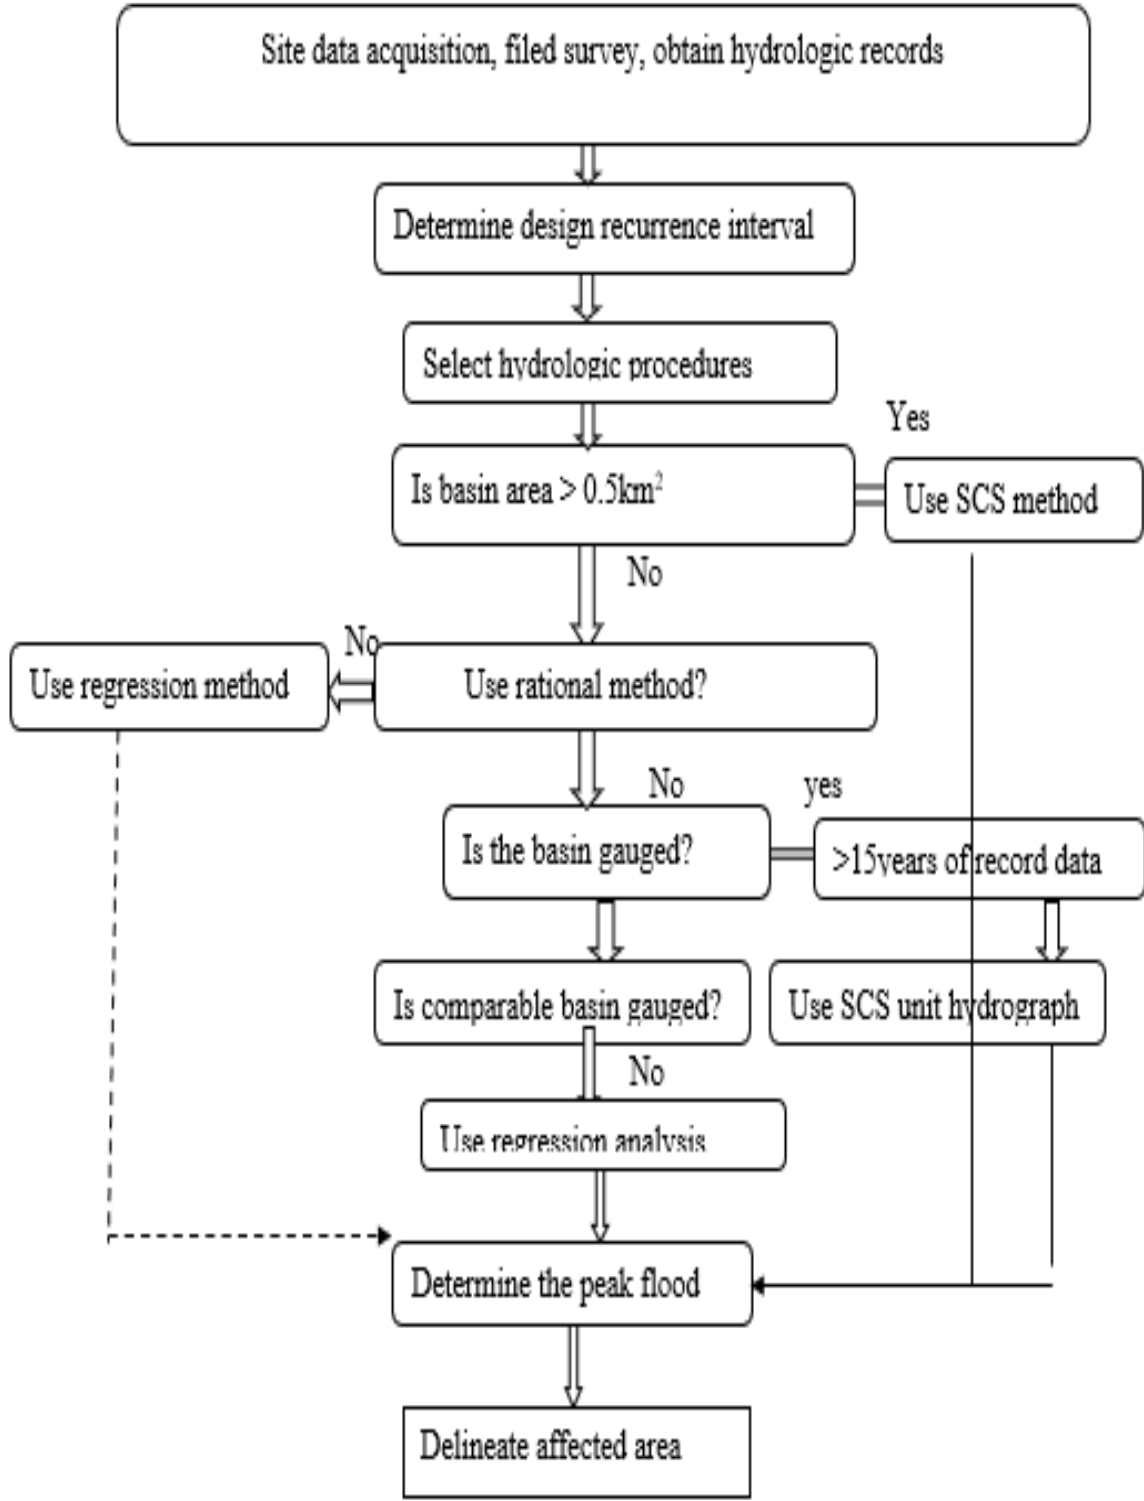 Site data acquisition, filed survey, obtain hydrologic records
Determine design recurrence interval
Select hydrologic procedures
Yes
Is basin area > 0.5km²
Use SCS method
No
No
Use regression method
Use rational method?
No
yes
Is the basin gauged?
>15years of record data
Is comparable basin gauged?
Use SCS unit hydrograph
No
Use regression analysis
Determine the peak flood
Delineate affected area